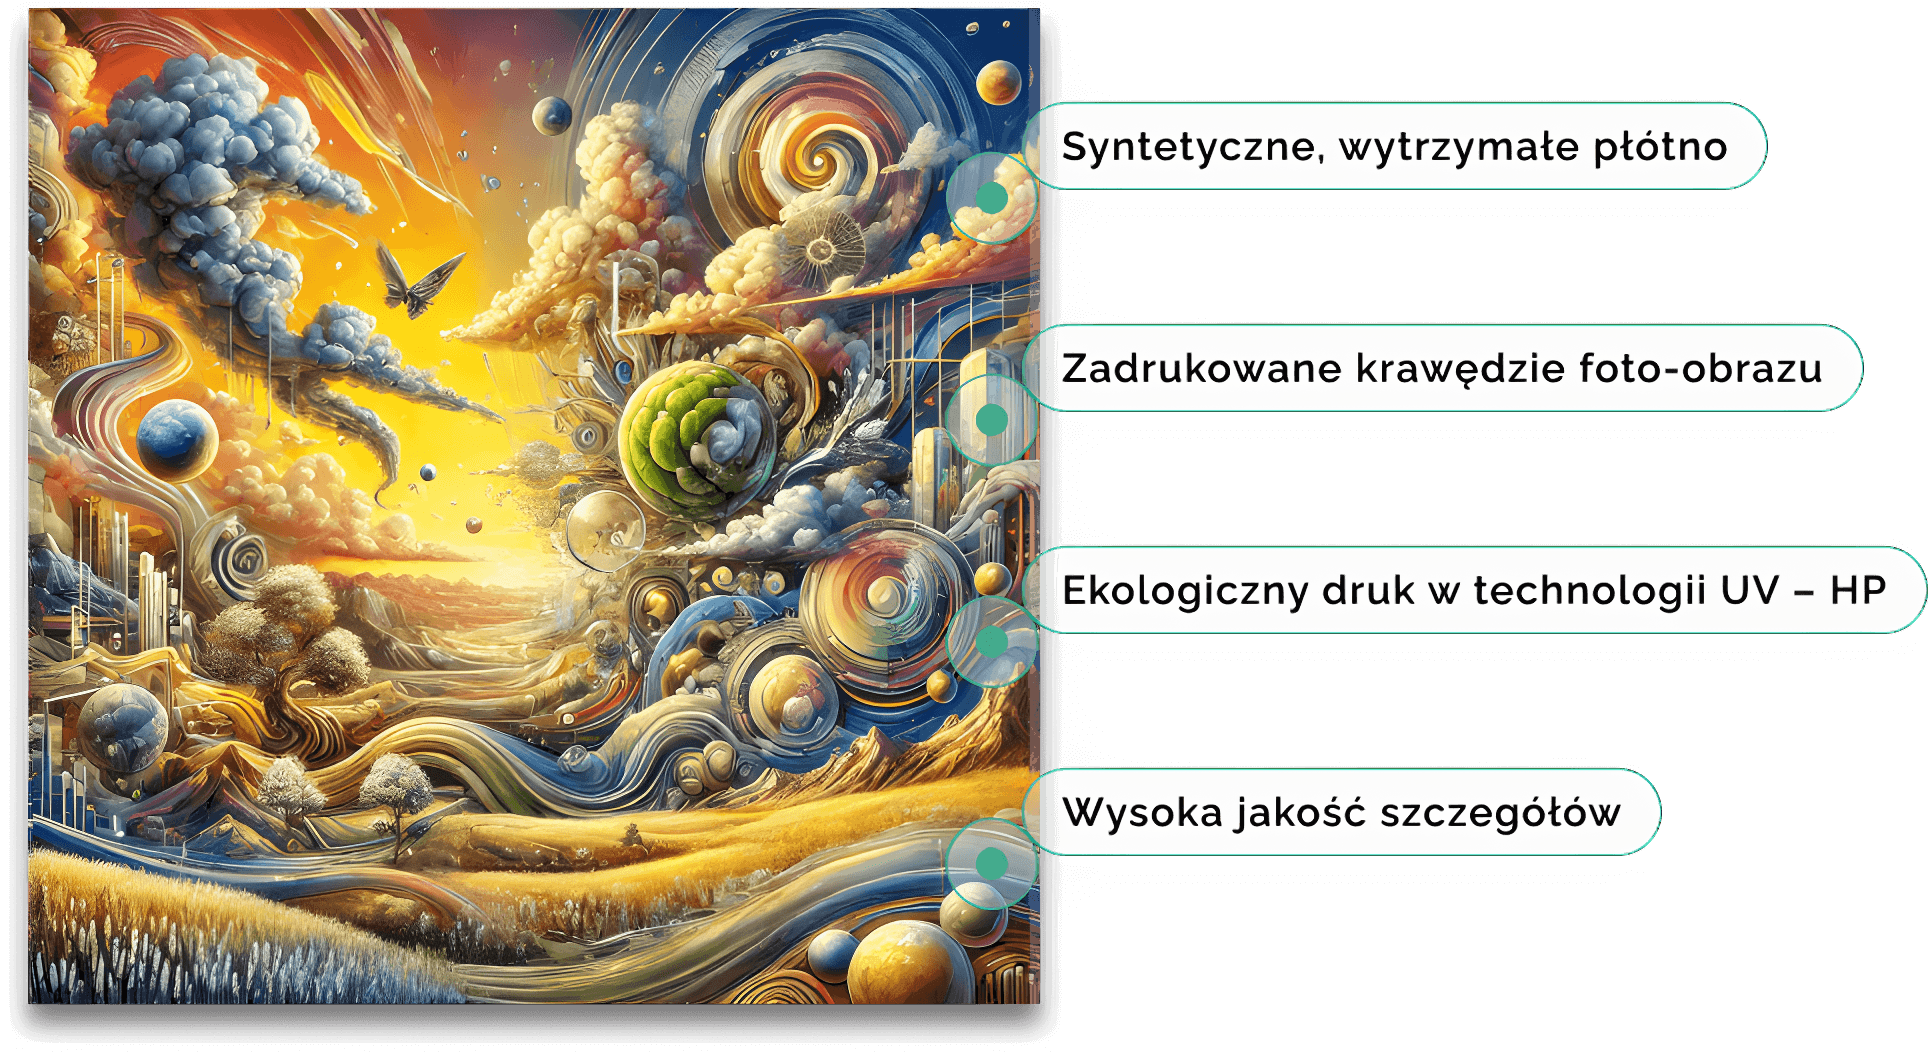 Syntetyczne, wytrzymałe płótno
Zadrukowane krawędzie foto-obrazu
Ekologiczny druk w technologii UV – HP
Wysoka jakość szczegółów